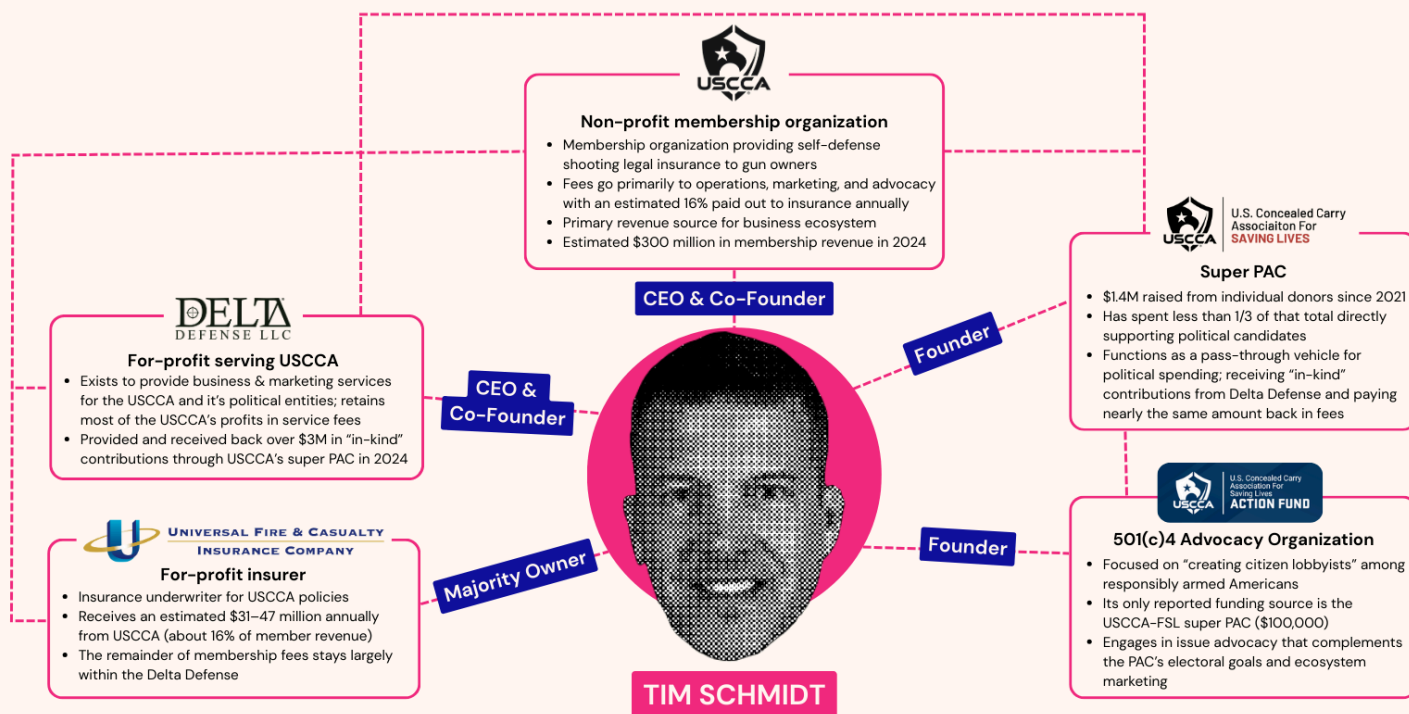 USCCA
Non-profit membership organization
• Membership organization providing self-defense
shooting legal insurance to gun owners
• Fees go primarily to operations, marketing, and advocacy
with an estimated 16% paid out to insurance annually
• Primary revenue source for business ecosystem
• Estimated $300 million in membership revenue in 2024
CEO & Co-Founder
DELTA
DEFENSE LLC
For-profit serving USCCA
• Exists to provide business & marketing services
for the USCCA and it's political entities; retains
most of the USCCA's profits in service fees
• Provided and received back over $3M in “in-kind”
contributions through USCCA's super PAC in 2024
CEO &
Co-Founder
UNIVERSAL FIRE & CASUALTY
INSURANCE COMPANY
For-profit insurer
• Insurance underwriter for USCCA policies
• Receives an estimated $31–47 million annually
from USCCA (about 16% of member revenue)
• The remainder of membership fees stays largely
within the Delta Defense
Majority Owner
USCCA
U.S. Concealed Carry
Associaiton For
SAVING LIVES
Super PAC
• $1.4M raised from individual donors since 2021
• Has spent less than 1/3 of that total directly
supporting political candidates
• Functions as a pass-through vehicle for
political spending; receiving “in-kind”
contributions from Delta Defense and paying
nearly the same amount back in fees
Founder
USCCA
U.S. Concealed Carry
Association For
Saving Lives
ACTION FUND
501(c)4 Advocacy Organization
• Focused on “creating citizen lobbyists” among
responsibly armed Americans
• Its only reported funding source is the
USCCA-FSL super PAC ($100,000)
• Engages in issue advocacy that complements
the PAC's electoral goals and ecosystem
marketing
Founder
TIM SCHMIDT